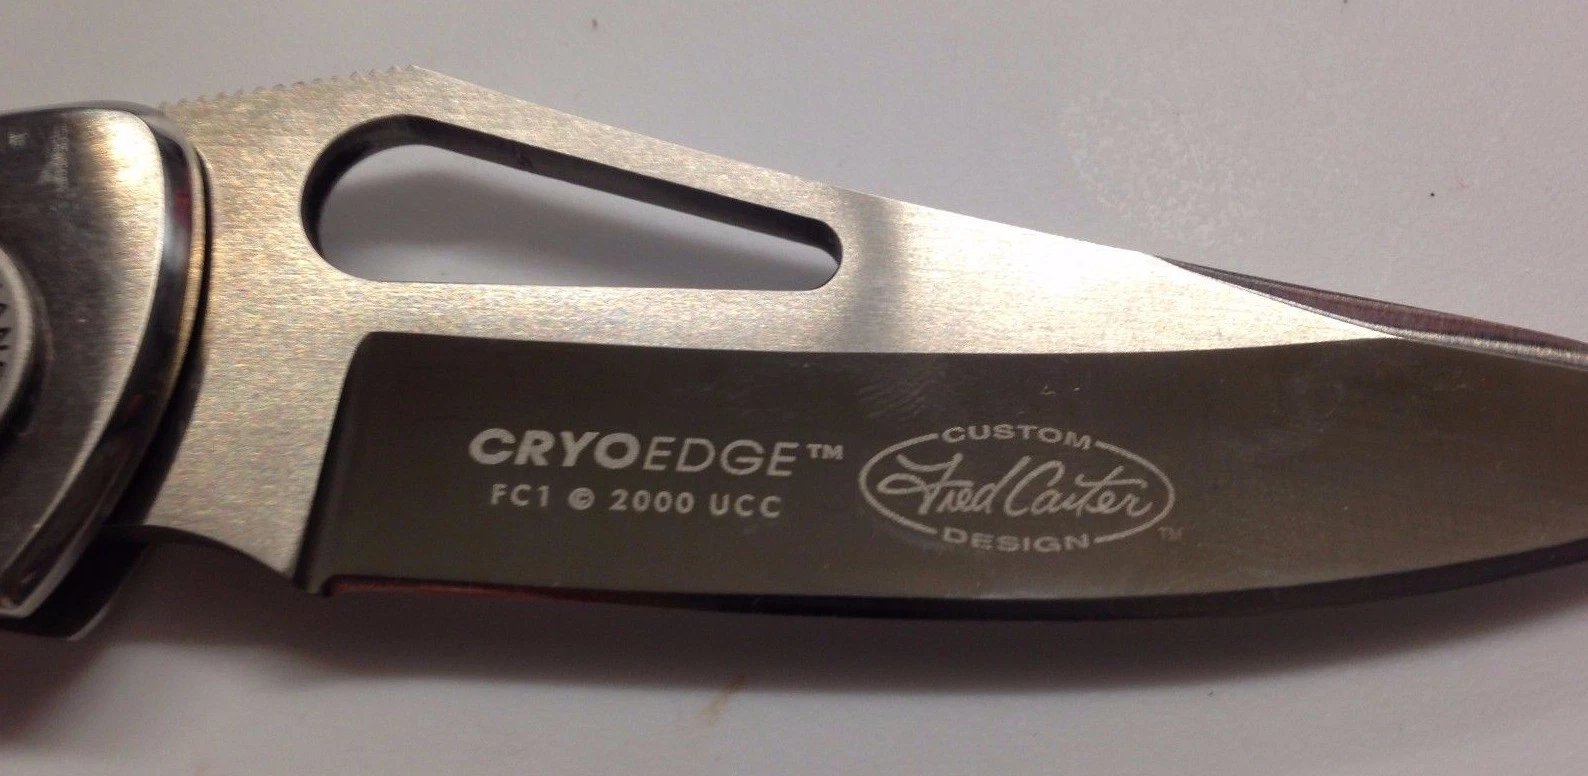 CRYOEDGE™
FC1 © 2000 UCC
CUSTOM
Fred Carter
DESIGN
™